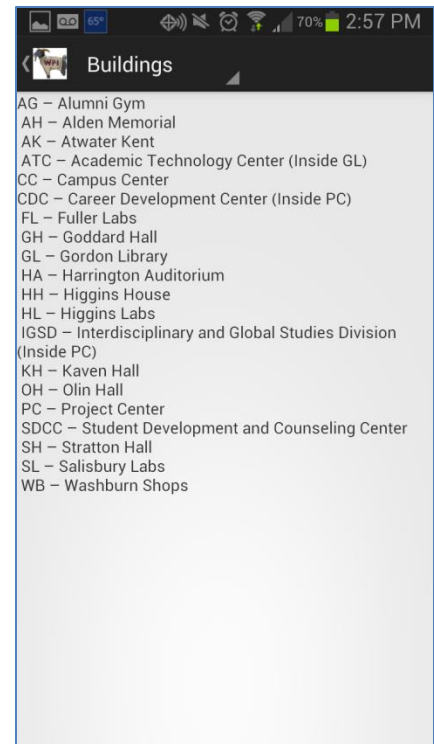 65° 70% 2:57 PM
WPI Buildings
AG – Alumni Gym
AH – Alden Memorial
AK – Atwater Kent
ATC – Academic Technology Center (Inside GL)
CC – Campus Center
CDC – Career Development Center (Inside PC)
FL – Fuller Labs
GH – Goddard Hall
GL – Gordon Library
HA – Harrington Auditorium
HH – Higgins House
HL – Higgins Labs
IGSD – Interdisciplinary and Global Studies Division
(Inside PC)
KH – Kaven Hall
OH – Olin Hall
PC – Project Center
SDCC – Student Development and Counseling Center
SH – Stratton Hall
SL – Salisbury Labs
WB – Washburn Shops